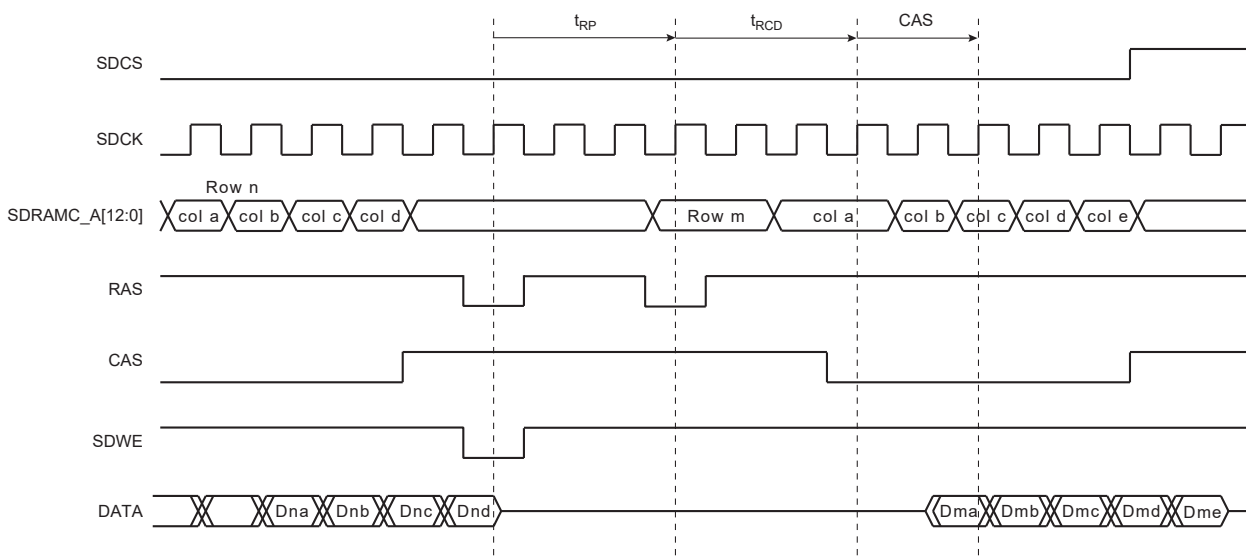 tRP tRCD CAS
SDCS
SDCK
Row n
SDRAMC_A[12:0] col a col b col c col d Row m col a col b col c col d col e
RAS
CAS
SDWE
DATA Dna Dnb Dnc Dnd Dma Dmb Dmc Dmd Dme